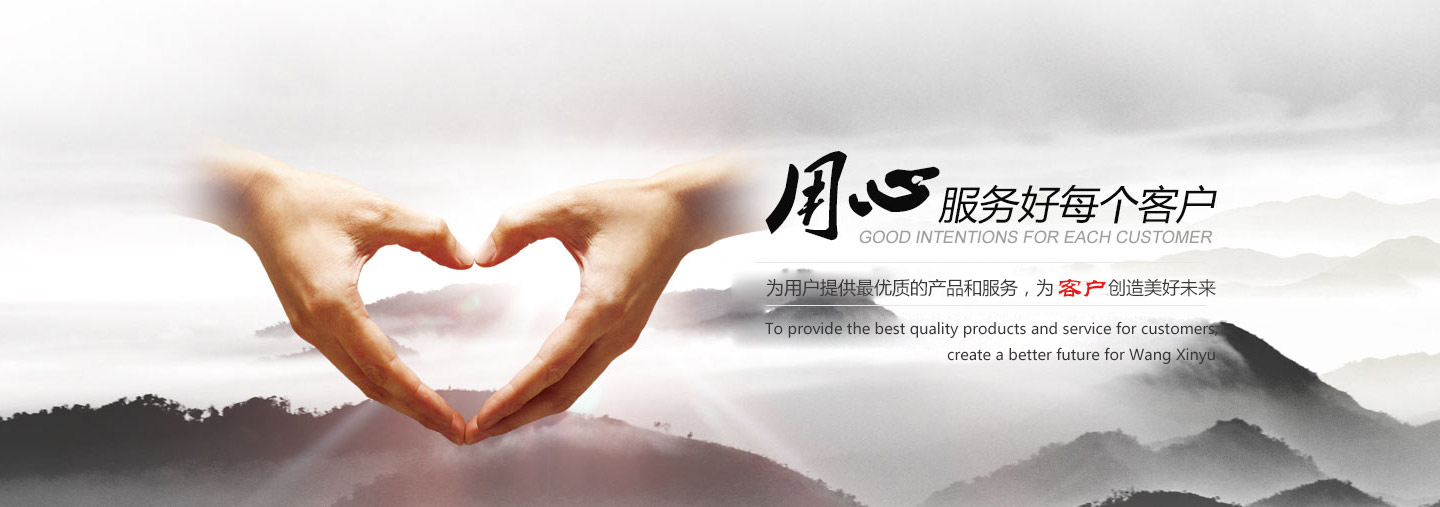 用心服务好每个客户
GOOD INTENTIONS FOR EACH CUSTOMER
为用户提供最优质的产品和服务，为客户创造美好未来
To provide the best quality products and service for customers,
create a better future for Wang Xinyu